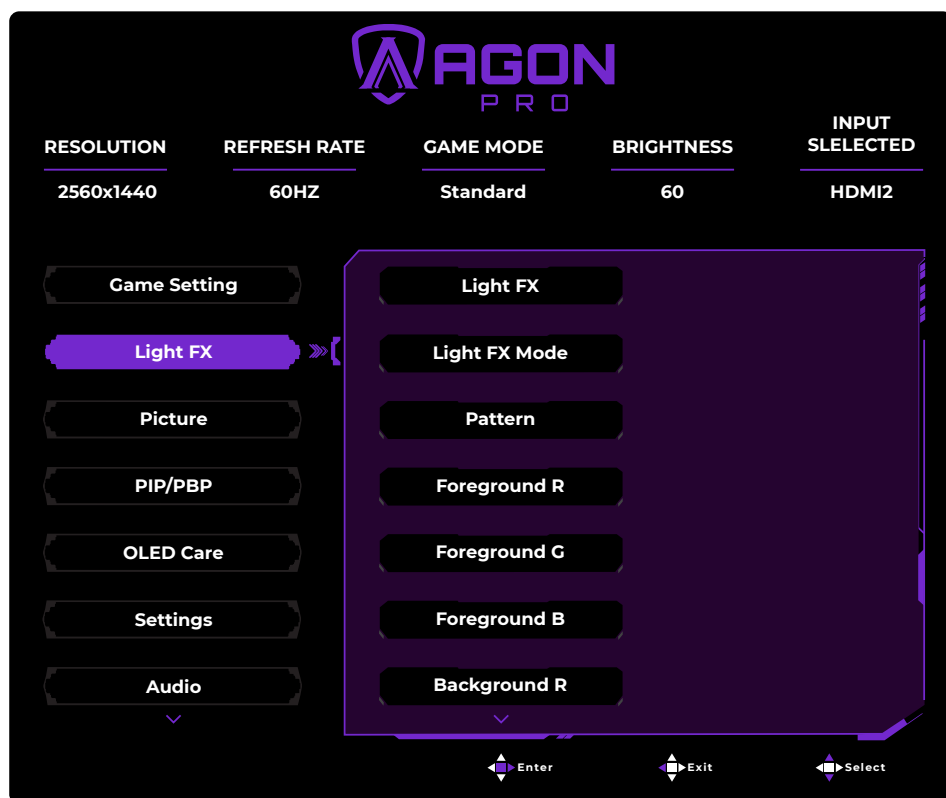 AGON
PRO
RESOLUTION REFRESH RATE GAME MODE BRIGHTNESS INPUT
SLELECTED
2560x1440 60HZ Standard 60 HDMI2
Game Setting Light FX
Light FX Light FX Mode
Picture Pattern
PIP/PBP Foreground R
OLED Care Foreground G
Settings Foreground B
Audio Background R
Enter Exit Select